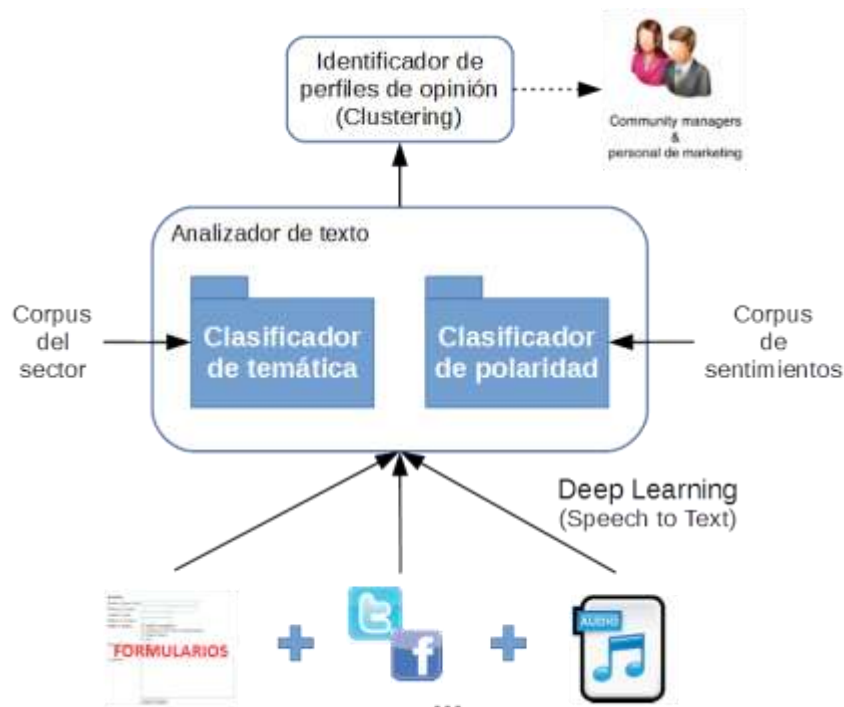 Identificador de
perfiles de opinión
(Clustering)
Community managers
&
personal de marketing
Analizador de texto
Corpus
del
sector
Clasificador
de temática
Clasificador
de polaridad
Corpus
de
sentimientos
Deep Learning
(Speech to Text)
FORMULARIOS
t
f
AUDIO
...